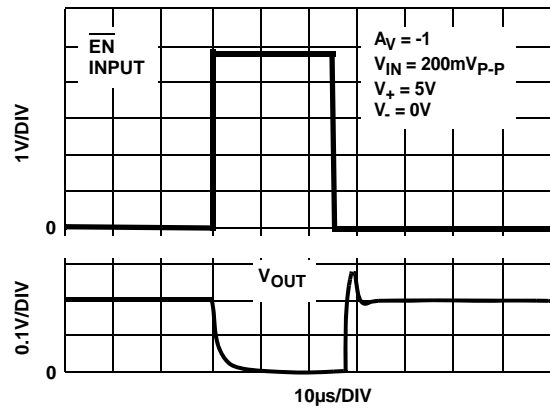 EN
INPUT
A_V = -1
V_IN = 200mV_P-P
V_+ = 5V
V_- = 0V
1V/DIV
0
V_OUT
0.1V/DIV
0
10µs/DIV